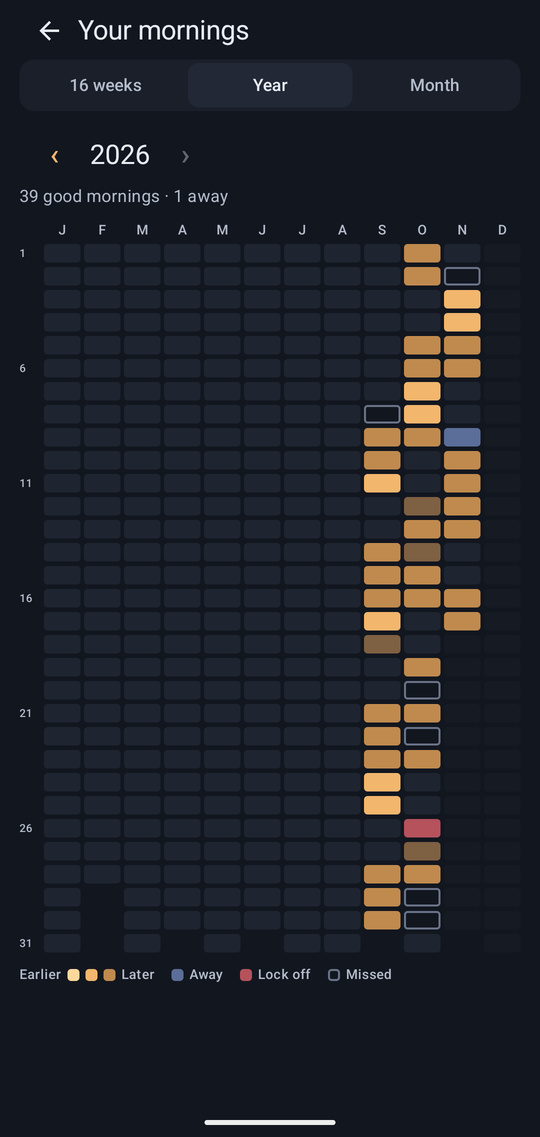 Your mornings
16 weeks Year Month
‹ 2026 ›
39 good mornings · 1 away
J F M A M J J A S O N D
1
6
11
16
21
26
31
Earlier Later Away Lock off Missed